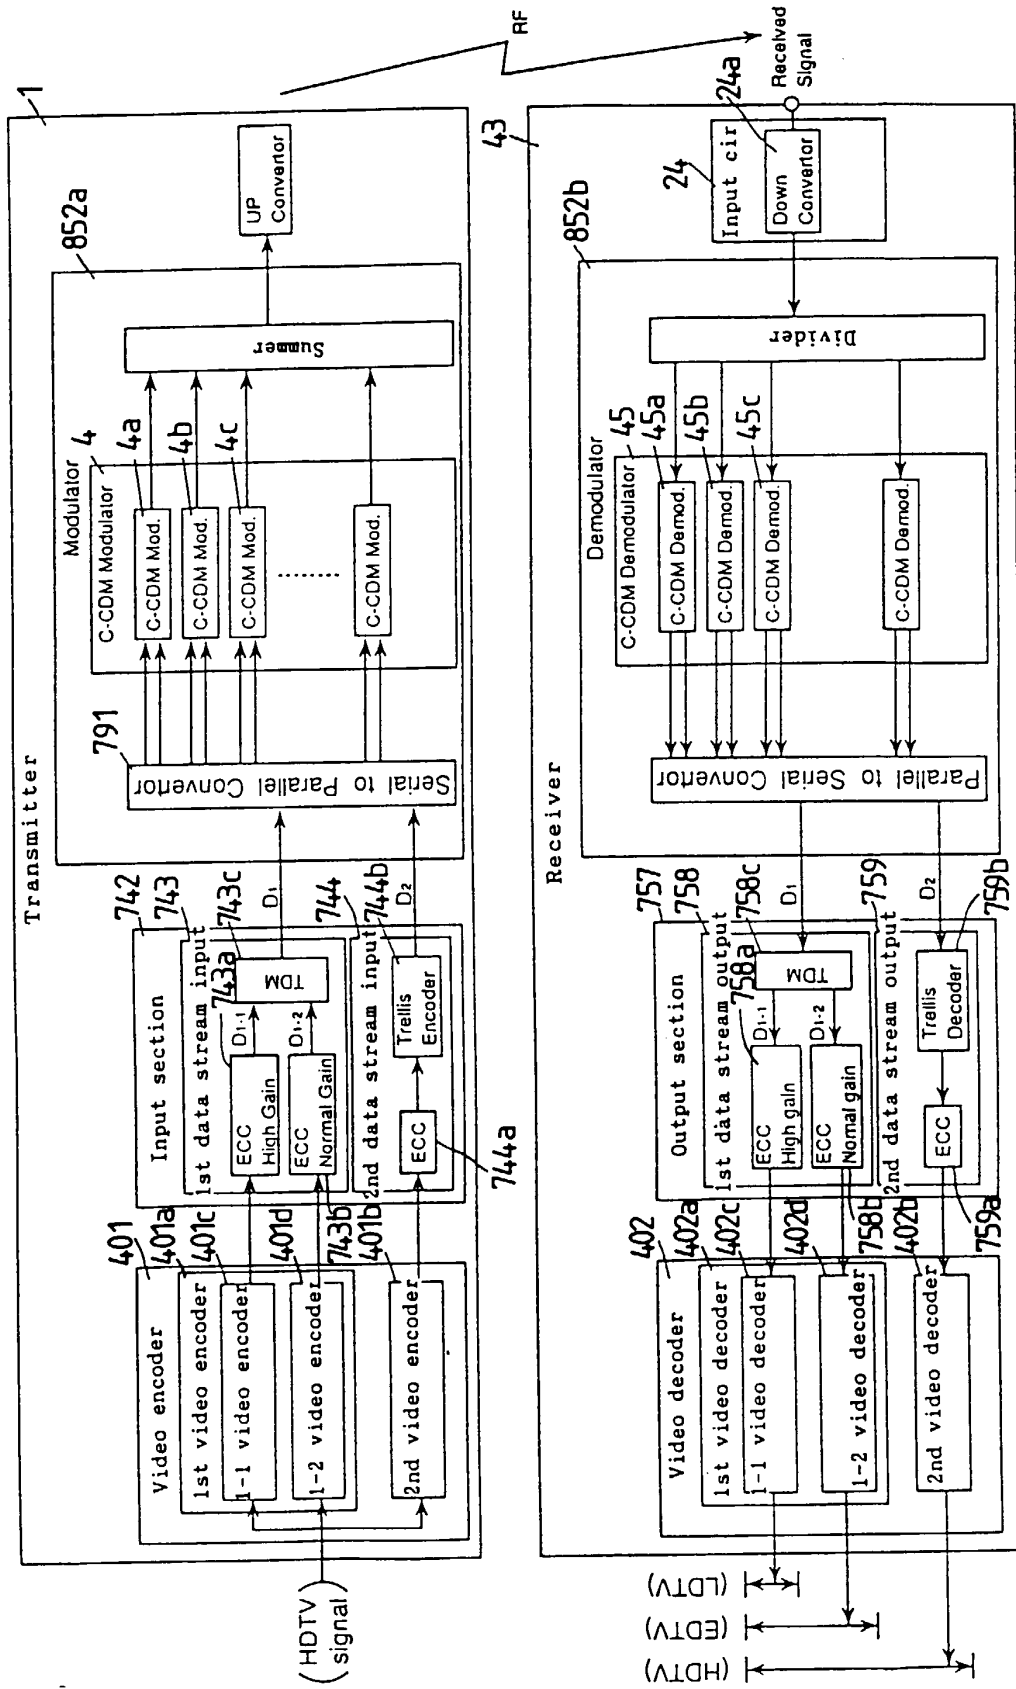 Transmitter
1
(HDTV signal)
Video encoder
401
1st video encoder
401a
1-1 video encoder
401c
1-2 video encoder
401d
2nd video encoder
401b
Input section
742
1st data stream input
743
743a
ECC
High Gain
D1-1
TDM
743c
ECC
Normal Gain
743b
D1-2
2nd data stream input
744
ECC
744a
Trellis
Encoder
744b
D1
D2
Serial to Parallel Convertor
791
Modulator
852a
C-CDM Modulator
4
C-CDM Mod.
4a
C-CDM Mod.
4b
C-CDM Mod.
4c
C-CDM Mod.
Summer
UP
Convertor
RF
Receiver
43
Received
Signal
Input cir
24
Down
Convertor
24a
Demodulator
852b
Divider
C-CDM Demodulator
45
C-CDM Demod.
45a
C-CDM Demod.
45b
C-CDM Demod.
45c
C-CDM Demod.
Parallel to Serial Convertor
D1
D2
Output section
757
1st data stream output
758
758a
758c
TDM
D1-1
D1-2
ECC
High gain
ECC
Nomal gain
758b
2nd data stream output
759
Trellis
Decoder
759b
ECC
759a
Video decoder
402
1st video decoder
402a
1-1 video decoder
402c
1-2 video decoder
402d
2nd video decoder
402b
(LDTV)
(EDTV)
(HDTV)